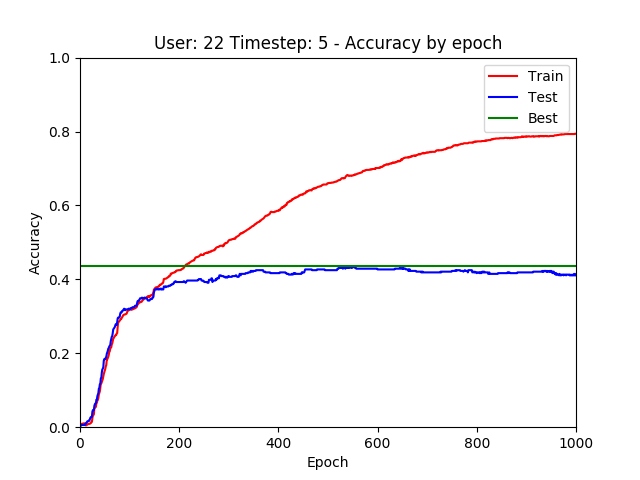 User: 22 Timestep: 5 - Accuracy by epoch
1.0
0.8
0.6
0.4
0.2
0.0
Accuracy
Train
Test
Best
0 200 400 600 800 1000
Epoch